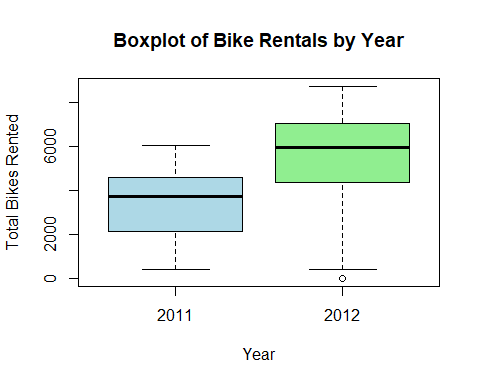 Boxplot of Bike Rentals by Year
Total Bikes Rented
6000
2000
0
2011
2012
Year